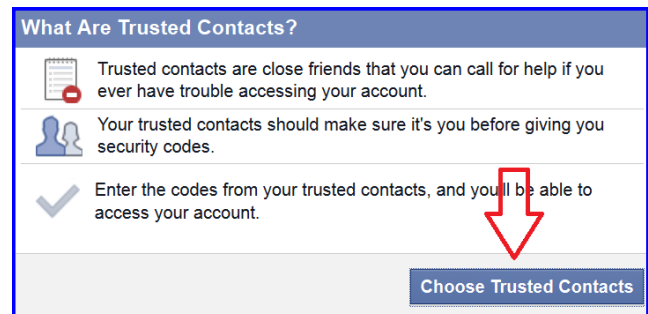 What Are Trusted Contacts?
Trusted contacts are close friends that you can call for help if you
ever have trouble accessing your account.
Your trusted contacts should make sure it's you before giving you
security codes.
Enter the codes from your trusted contacts, and you'll be able to
access your account.
Choose Trusted Contacts